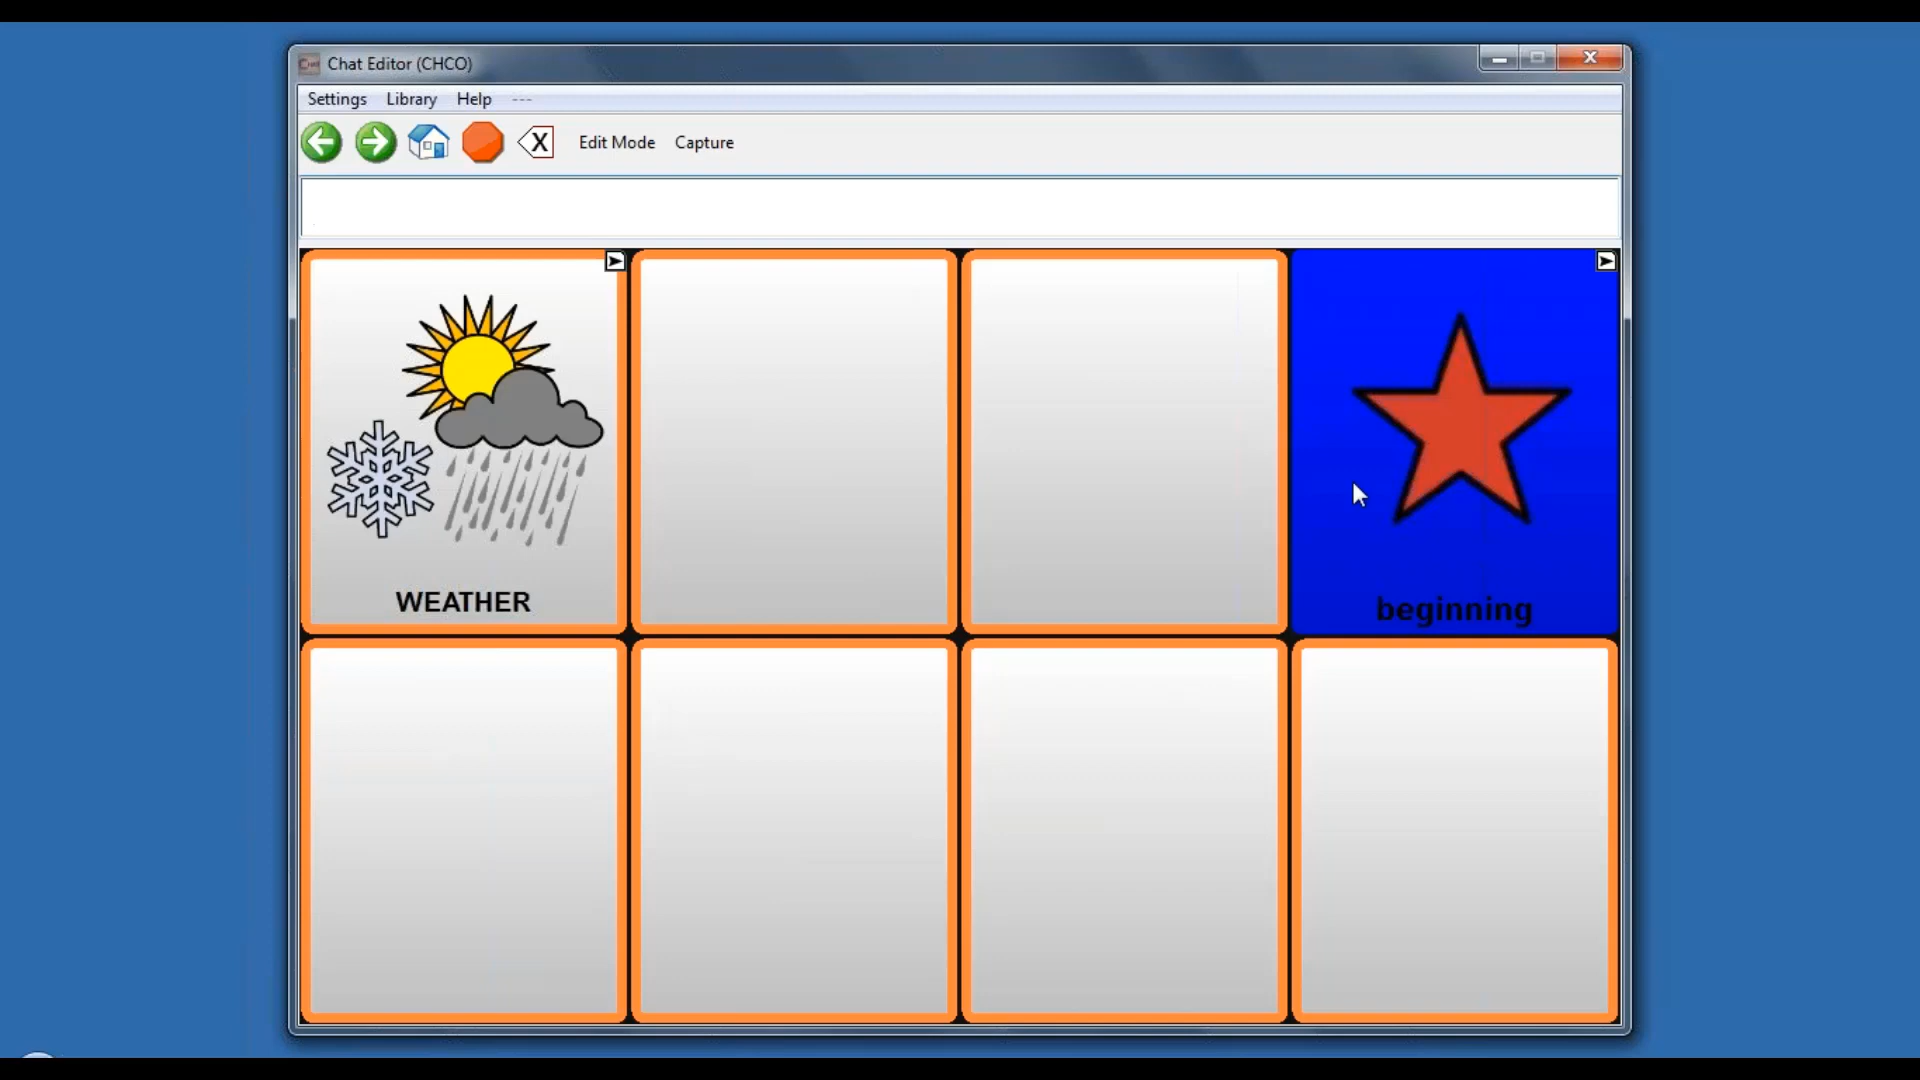 Chat Editor (CHCO)
Settings Library Help ---
X Edit Mode Capture
WEATHER
beginning